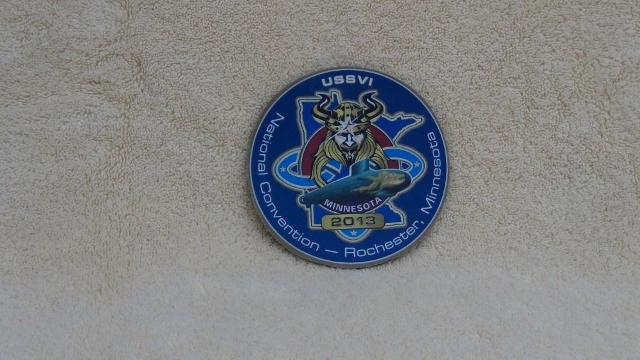 USSVI
National Convention — Rochester, Minnesota
MINNESOTA
2013